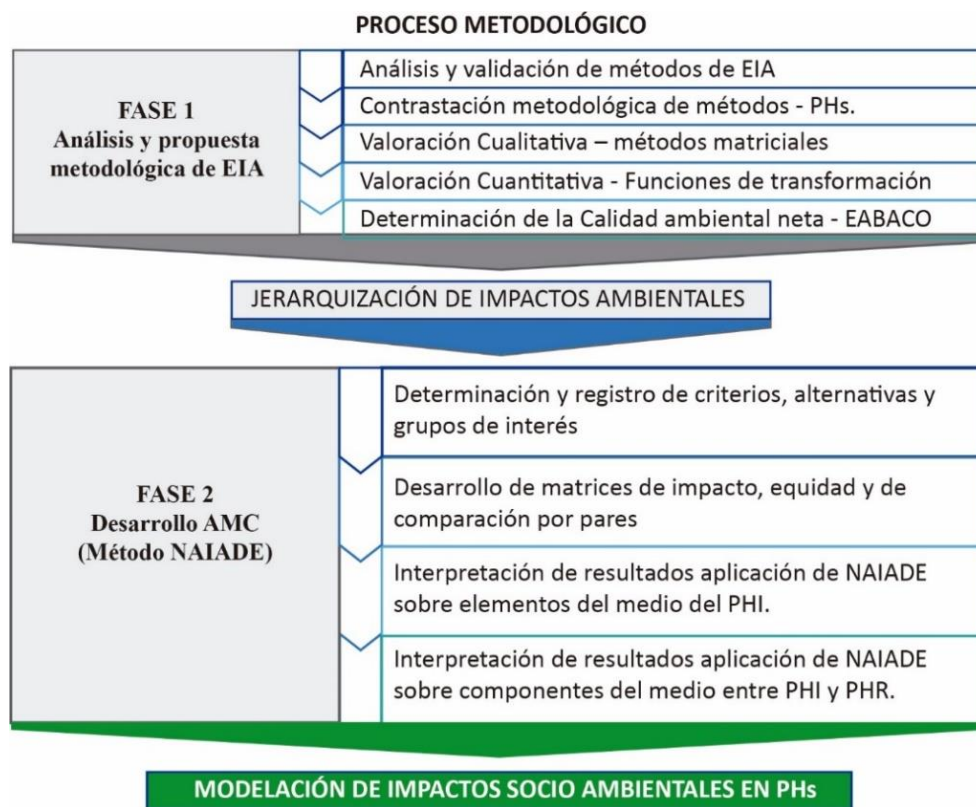 PROCESO METODOLÓGICO
FASE 1
Análisis y propuesta
metodológica de EIA
Análisis y validación de métodos de EIA
Contrastación metodológica de métodos - PHs.
Valoración Cualitativa – métodos matriciales
Valoración Cuantitativa - Funciones de transformación
Determinación de la Calidad ambiental neta - EABACO
JERARQUIZACIÓN DE IMPACTOS AMBIENTALES
FASE 2
Desarrollo AMC
(Método NAIADE)
Determinación y registro de criterios, alternativas y
grupos de interés
Desarrollo de matrices de impacto, equidad y de
comparación por pares
Interpretación de resultados aplicación de NAIADE
sobre elementos del medio del PHI.
Interpretación de resultados aplicación de NAIADE
sobre componentes del medio entre PHI y PHR.
MODELACIÓN DE IMPACTOS SOCIO AMBIENTALES EN PHs